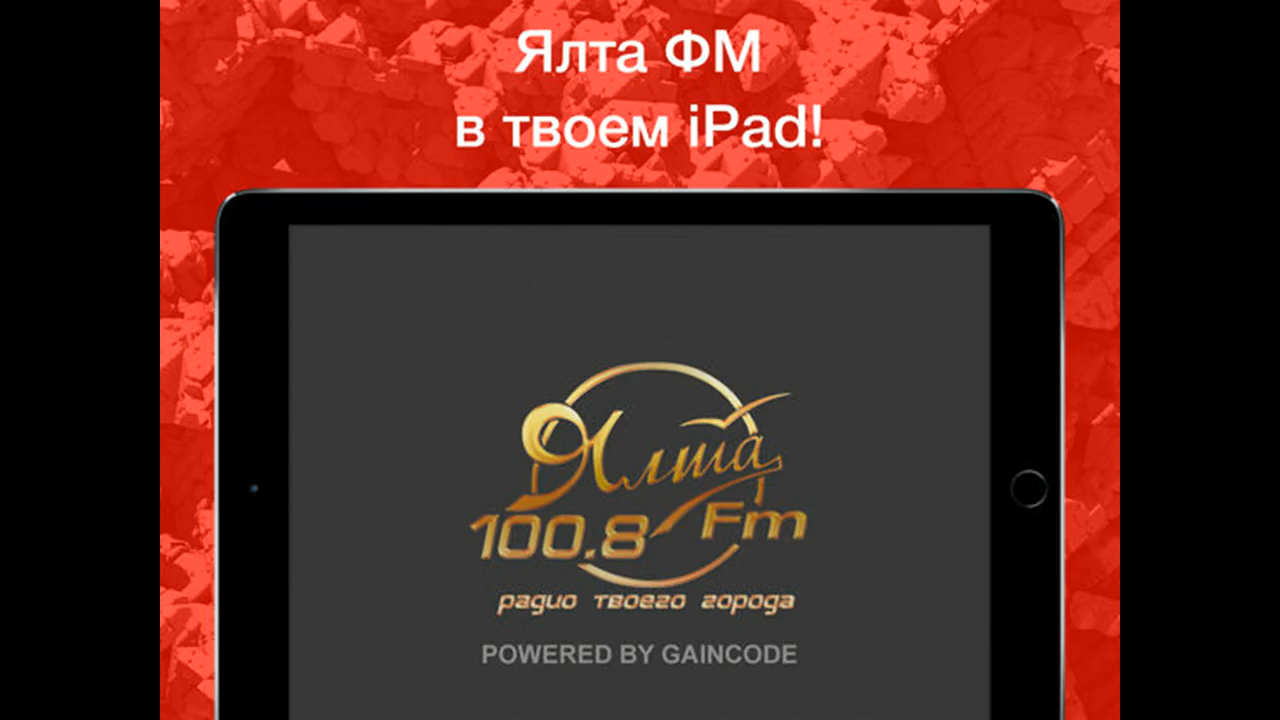 Ялта ФМ
в твоем iPad!
Ялта
100.8 Fm
радио твоего города
POWERED BY GAINCODE